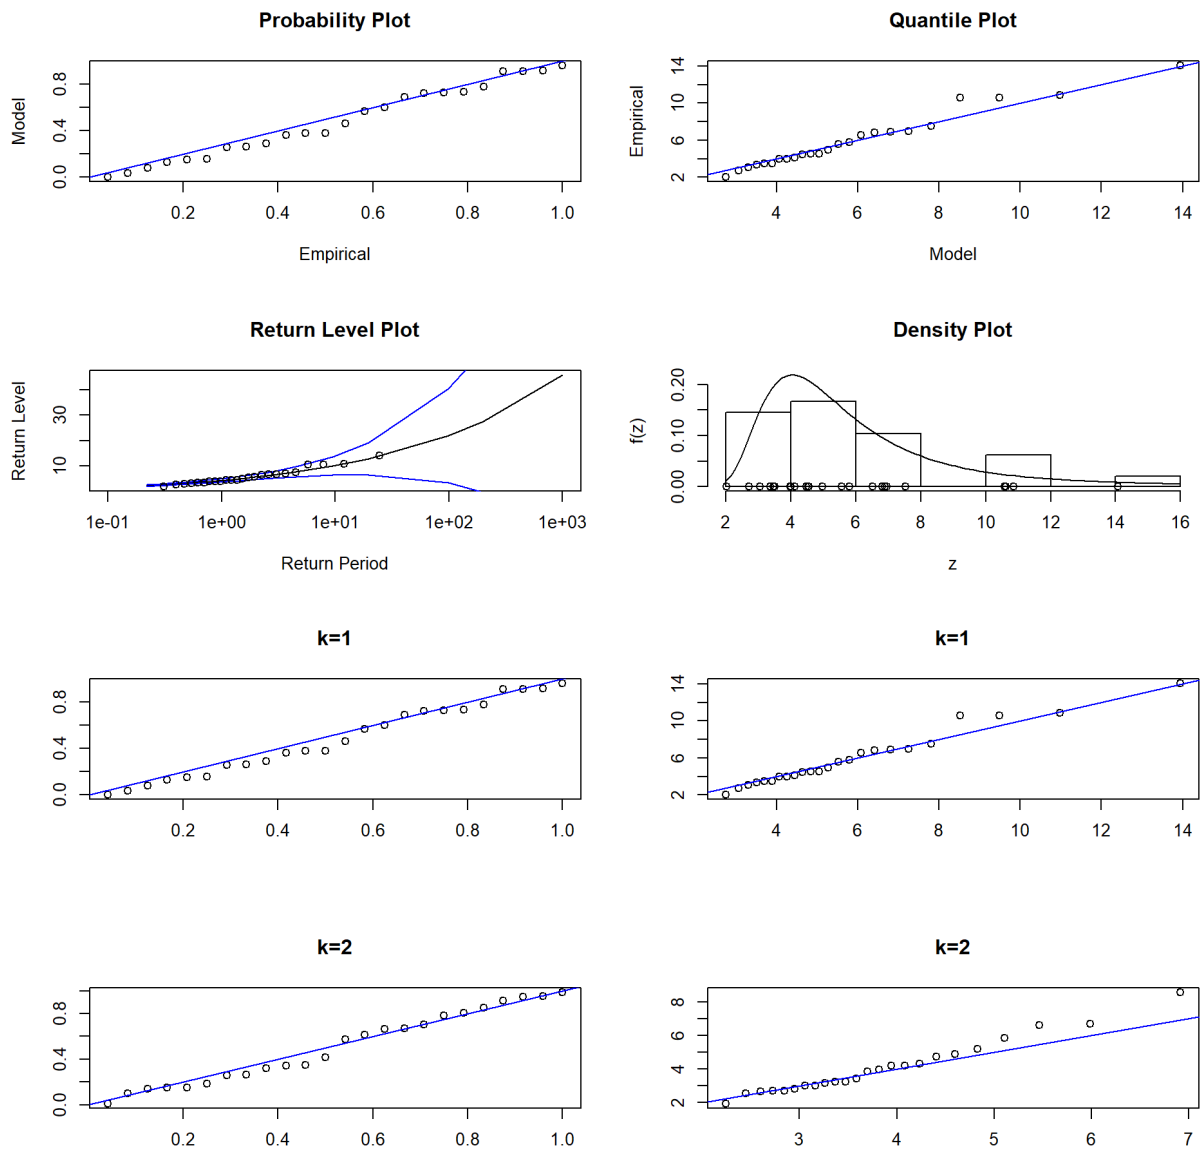 Probability Plot
Model
0.0 0.4 0.8
0.2 0.4 0.6 0.8 1.0
Empirical
Quantile Plot
Empirical
2 6 10 14
4 6 8 10 12 14
Model
Return Level Plot
Return Level
10 30
1e-01 1e+00 1e+01 1e+02 1e+03
Return Period
Density Plot
f(z)
0.00 0.10 0.20
2 4 6 8 10 12 14 16
z
k=1
0.0 0.4 0.8
0.2 0.4 0.6 0.8 1.0
k=1
2 6 10 14
4 6 8 10 12 14
k=2
0.0 0.4 0.8
0.2 0.4 0.6 0.8 1.0
k=2
2 4 6 8
3 4 5 6 7